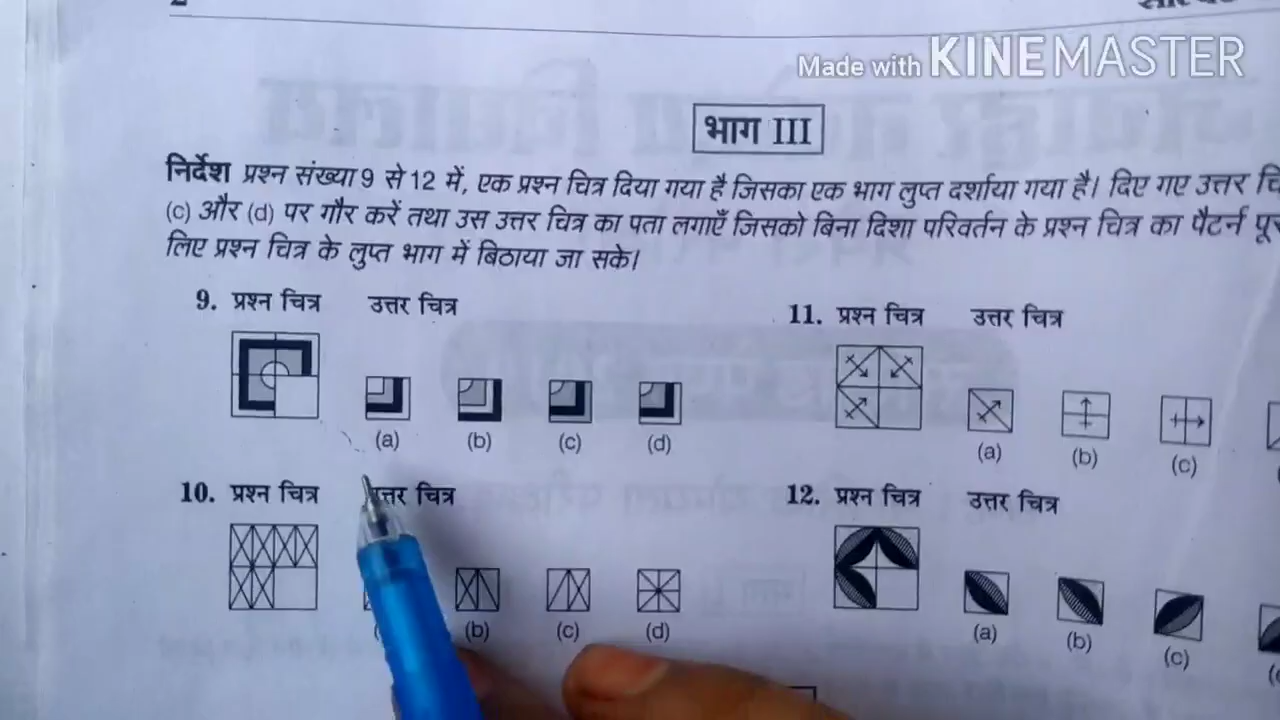 Made with KINEMASTER
भाग III
निर्देश प्रश्न संख्या 9 से 12 में, एक प्रश्न चित्र दिया गया है जिसका एक भाग लुप्त दर्शाया गया है। दिए गए उत्तर
(c) और (d) पर गौर करें तथा उस उत्तर चित्र का पता लगाएँ जिसको बिना दिशा परिवर्तन के प्रश्न चित्र का पैटर्न
लिए प्रश्न चित्र के लुप्त भाग में बिठाया जा सके।
9. प्रश्न चित्र उत्तर चित्र
(a) (b) (c) (d)
11. प्रश्न चित्र उत्तर चित्र
(a) (b) (c)
10. प्रश्न चित्र चित्र
(b) (c) (d)
12. प्रश्न चित्र उत्तर चित्र
(a) (b) (c)